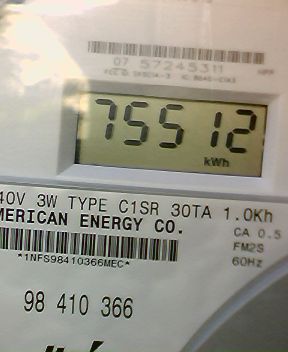 07 57245311
75512
kWh
40V 3W TYPE C1SR 30TA 1.0Kh
MERICAN ENERGY CO.
CA 0.5
FM2S
*1NFS98410366MEC*
60Hz
98 410 366